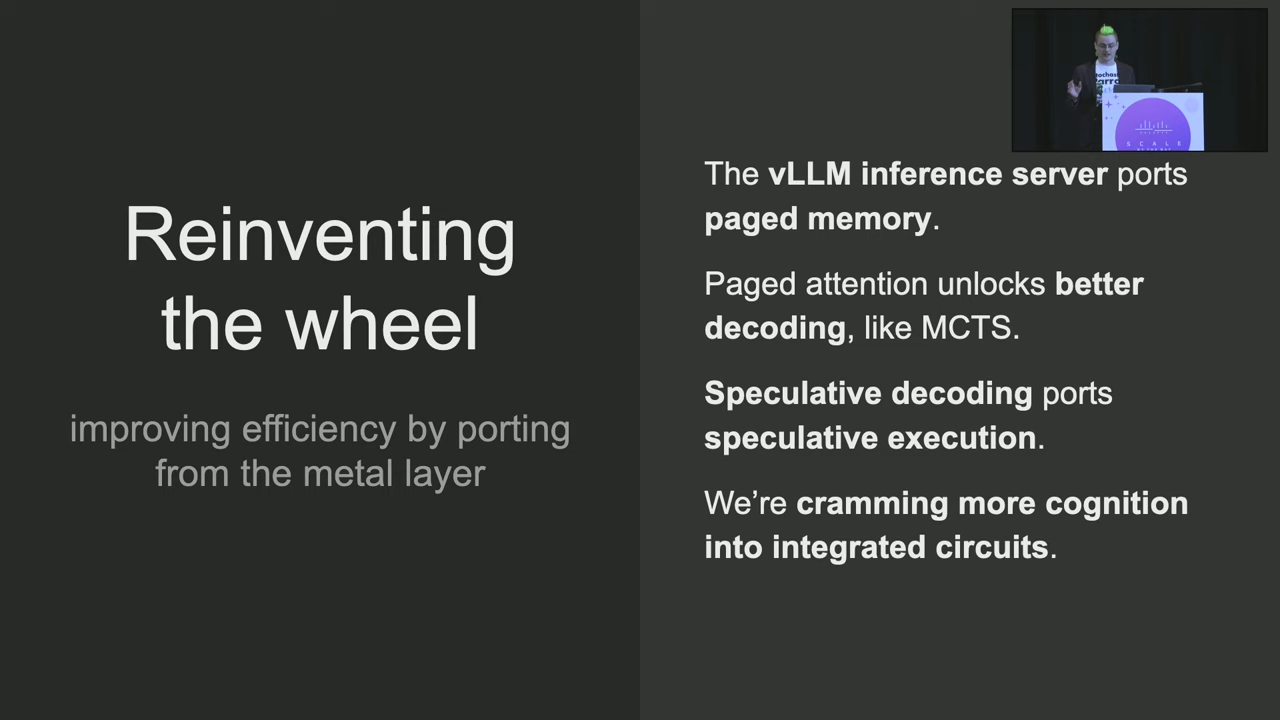 Reinventing
the wheel
improving efficiency by porting
from the metal layer
The vLLM inference server ports
paged memory.
Paged attention unlocks better
decoding, like MCTS.
Speculative decoding ports
speculative execution.
We’re cramming more cognition
into integrated circuits.
SCALE